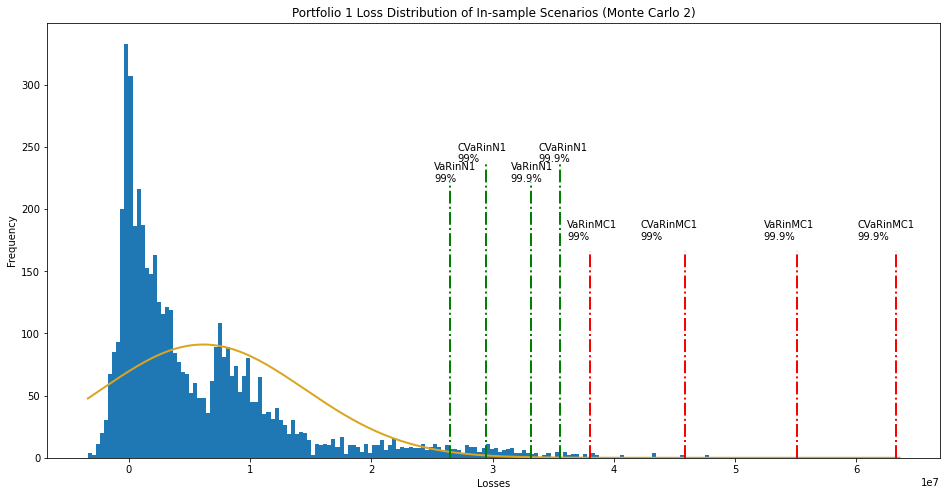 Portfolio 1 Loss Distribution of In-sample Scenarios (Monte Carlo 2)
Frequency
300
250
200
150
100
50
0
CVaRinN1
99%
CVaRinN1
99.9%
VaRinN1
99%
VaRinN1
99.9%
VaRinMC1
99%
CVaRinMC1
99%
VaRinMC1
99.9%
CVaRinMC1
99.9%
0 1 2 3 4 5 6
Losses
1e7